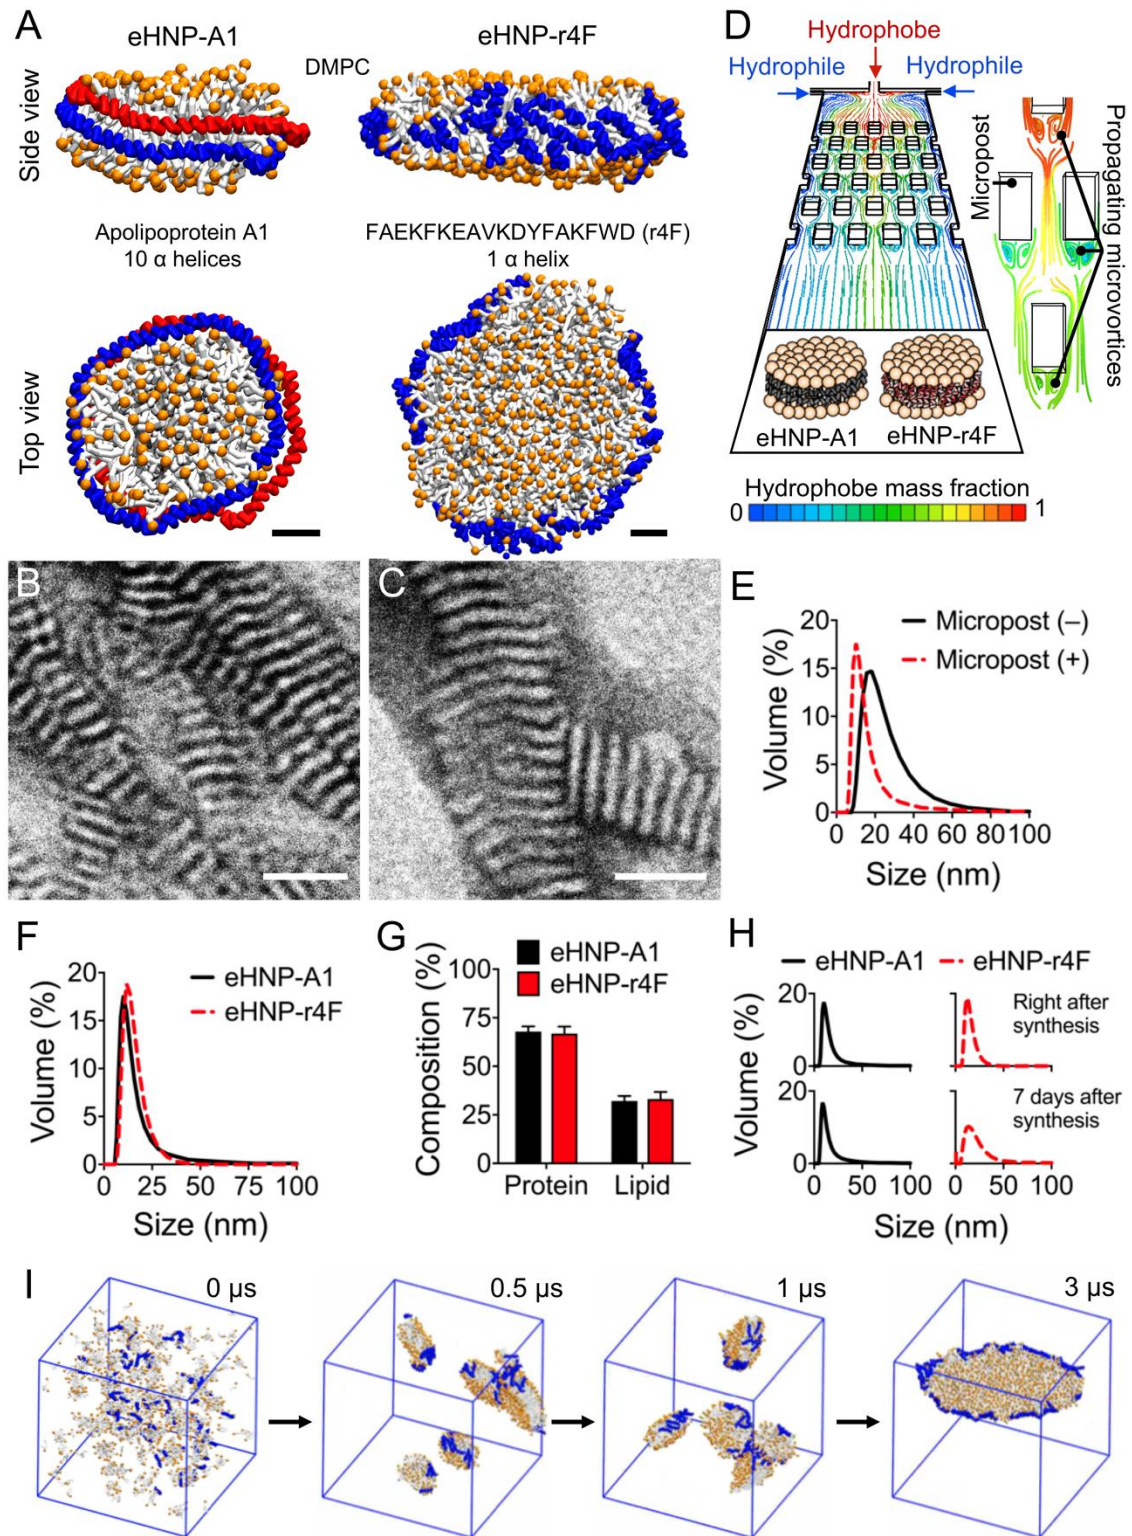 A
eHNP-A1
eHNP-r4F
DMPC
Side view
Apolipoprotein A1
10 α helices
FAEKFKEAVKDYFAKFWD (r4F)
1 α helix
Top view
D
Hydrophobe
Hydrophile
Hydrophile
Micropost
Propagating microvortices
eHNP-A1
eHNP-r4F
Hydrophobe mass fraction
0
1
B
C
E
Micropost (–)
Micropost (+)
Volume (%)
20
15
10
5
0
0 20 40 60 80 100
Size (nm)
F
eHNP-A1
eHNP-r4F
Volume (%)
20
15
10
5
0
0 25 50 75 100
Size (nm)
G
eHNP-A1
eHNP-r4F
Composition (%)
100
75
50
25
0
Protein
Lipid
H
eHNP-A1
eHNP-r4F
Volume (%)
20
0
Right after
synthesis
20
0
7 days after
synthesis
0 50 100
0 50 100
Size (nm)
I
0 µs
0.5 µs
1 µs
3 µs